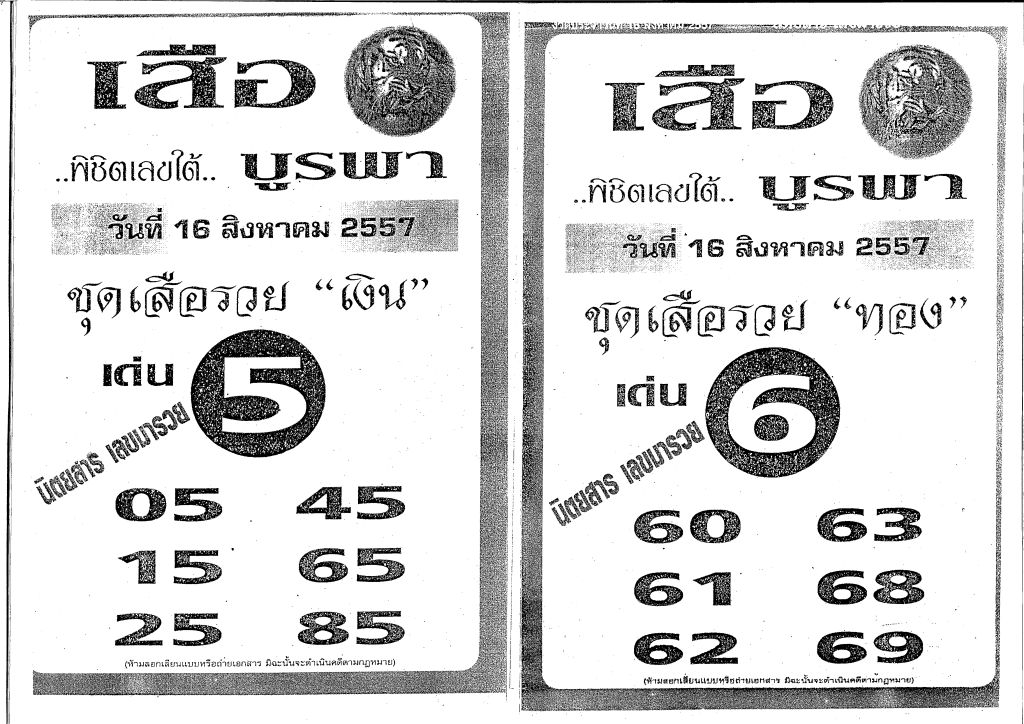 เสือ
..พิชิตเลขใต้.. บูรพา
วันที่ 16 สิงหาคม 2557
ชุดเสือรวย “เงิน”
เด่น 5
นิตยสาร เลขมารวย
05 45
15 65
25 85
(ห้ามลอกเลียนแบบหรือถ่ายเอกสาร มิฉะนั้นจะดำเนินคดีตามกฎหมาย)
เสือ
..พิชิตเลขใต้.. บูรพา
วันที่ 16 สิงหาคม 2557
ชุดเสือรวย “ทอง”
เด่น 6
นิตยสาร เลขมารวย
60 63
61 68
62 69
(ห้ามลอกเลียนแบบหรือถ่ายเอกสาร มิฉะนั้นจะดำเนินคดีตามกฎหมาย)